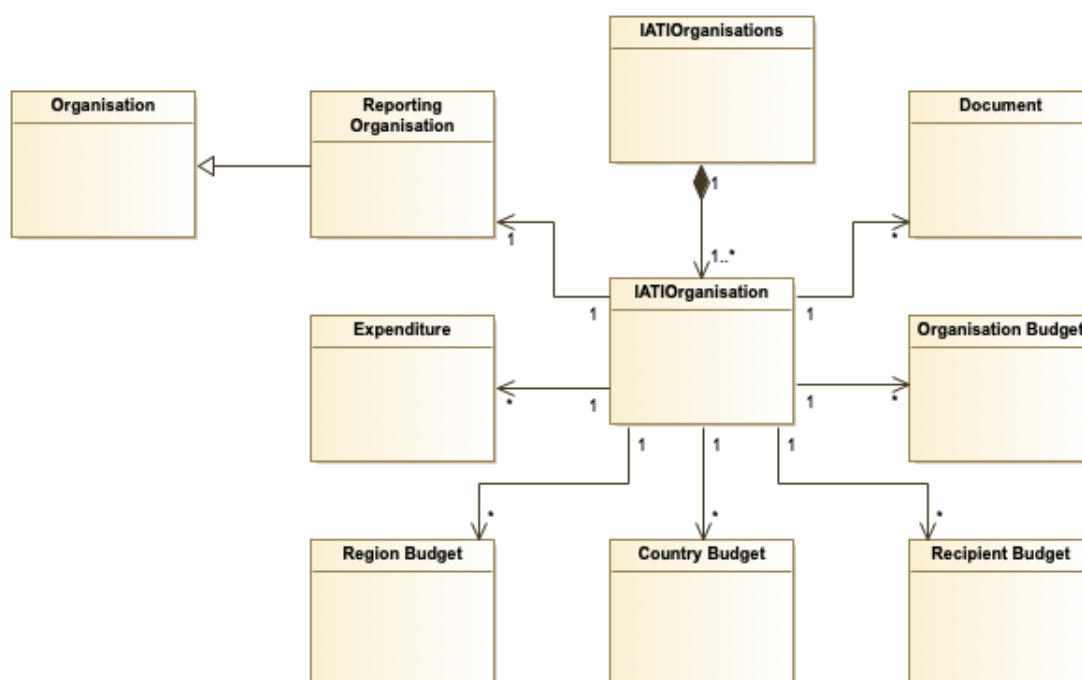 IATIOrganisations
Organisation
Reporting
Organisation
Document
1
1
*
1..*
IATIOrganisation
1
1
Expenditure
Organisation Budget
*
1
1
*
1
1
1
*
*
*
Region Budget
Country Budget
Recipient Budget